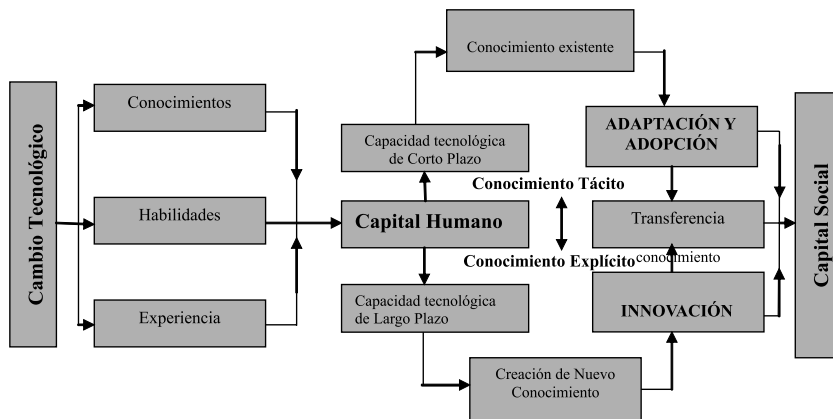 Cambio Tecnológico
Conocimientos
Habilidades
Experiencia
Conocimiento existente
Capacidad tecnológica
de Corto Plazo
Capital Humano
Capacidad tecnológica
de Largo Plazo
Creación de Nuevo
Conocimiento
Conocimiento Tácito
Conocimiento Explícito
ADAPTACIÓN Y
ADOPCIÓN
Transferencia
conocimiento
INNOVACIÓN
Capital Social